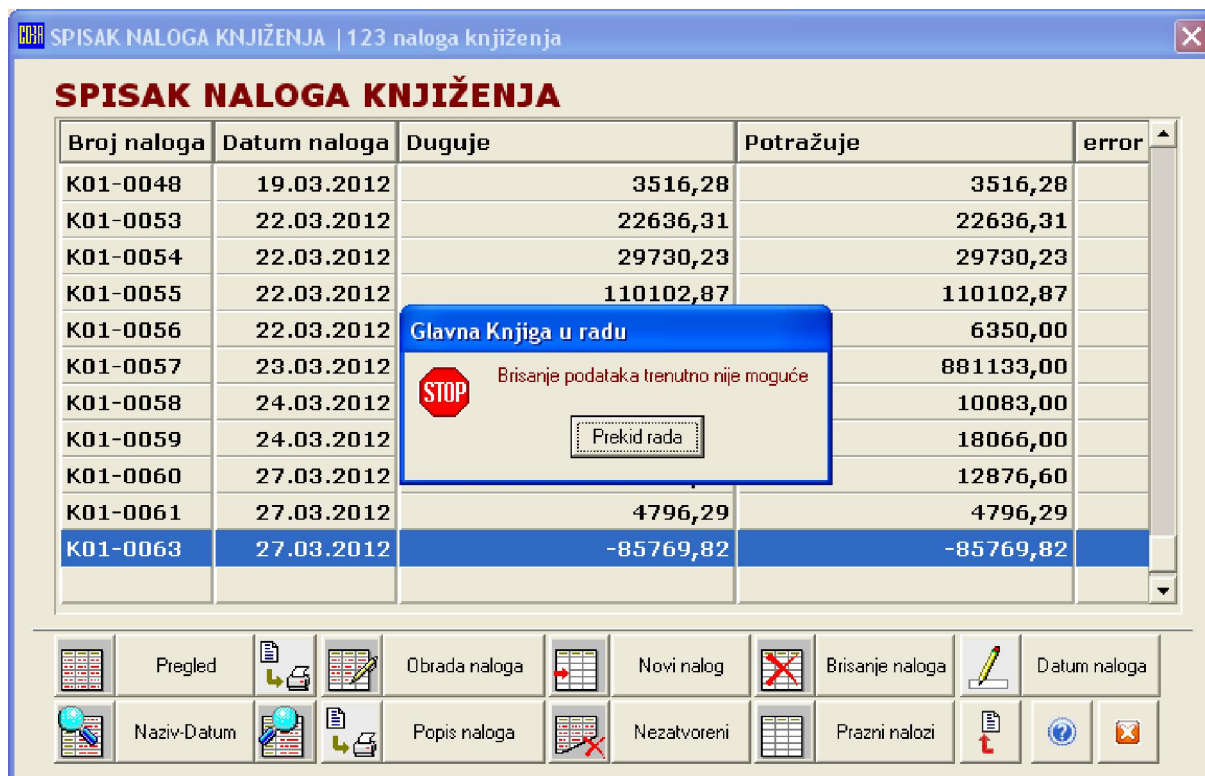 SPISAK NALOGA KNJIŽENJA | 123 naloga knjiženja
SPISAK NALOGA KNJIŽENJA
Broj naloga Datum naloga Duguje Potražuje error
K01-0048 19.03.2012 3516,28 3516,28
K01-0053 22.03.2012 22636,31 22636,31
K01-0054 22.03.2012 29730,23 29730,23
K01-0055 22.03.2012 110102,87 110102,87
K01-0056 22.03.2012 6350,00
K01-0057 23.03.2012 881133,00
K01-0058 24.03.2012 10083,00
K01-0059 24.03.2012 18066,00
K01-0060 27.03.2012 12876,60
K01-0061 27.03.2012 4796,29 4796,29
K01-0063 27.03.2012 -85769,82 -85769,82
Glavna Knjiga u radu
STOP
Brisanje podataka trenutno nije moguće
Prekid rada
Pregled Obrada naloga Novi nalog Brisanje naloga Datum naloga
Naziv-Datum Popis naloga Nezatvoreni Prazni nalozi